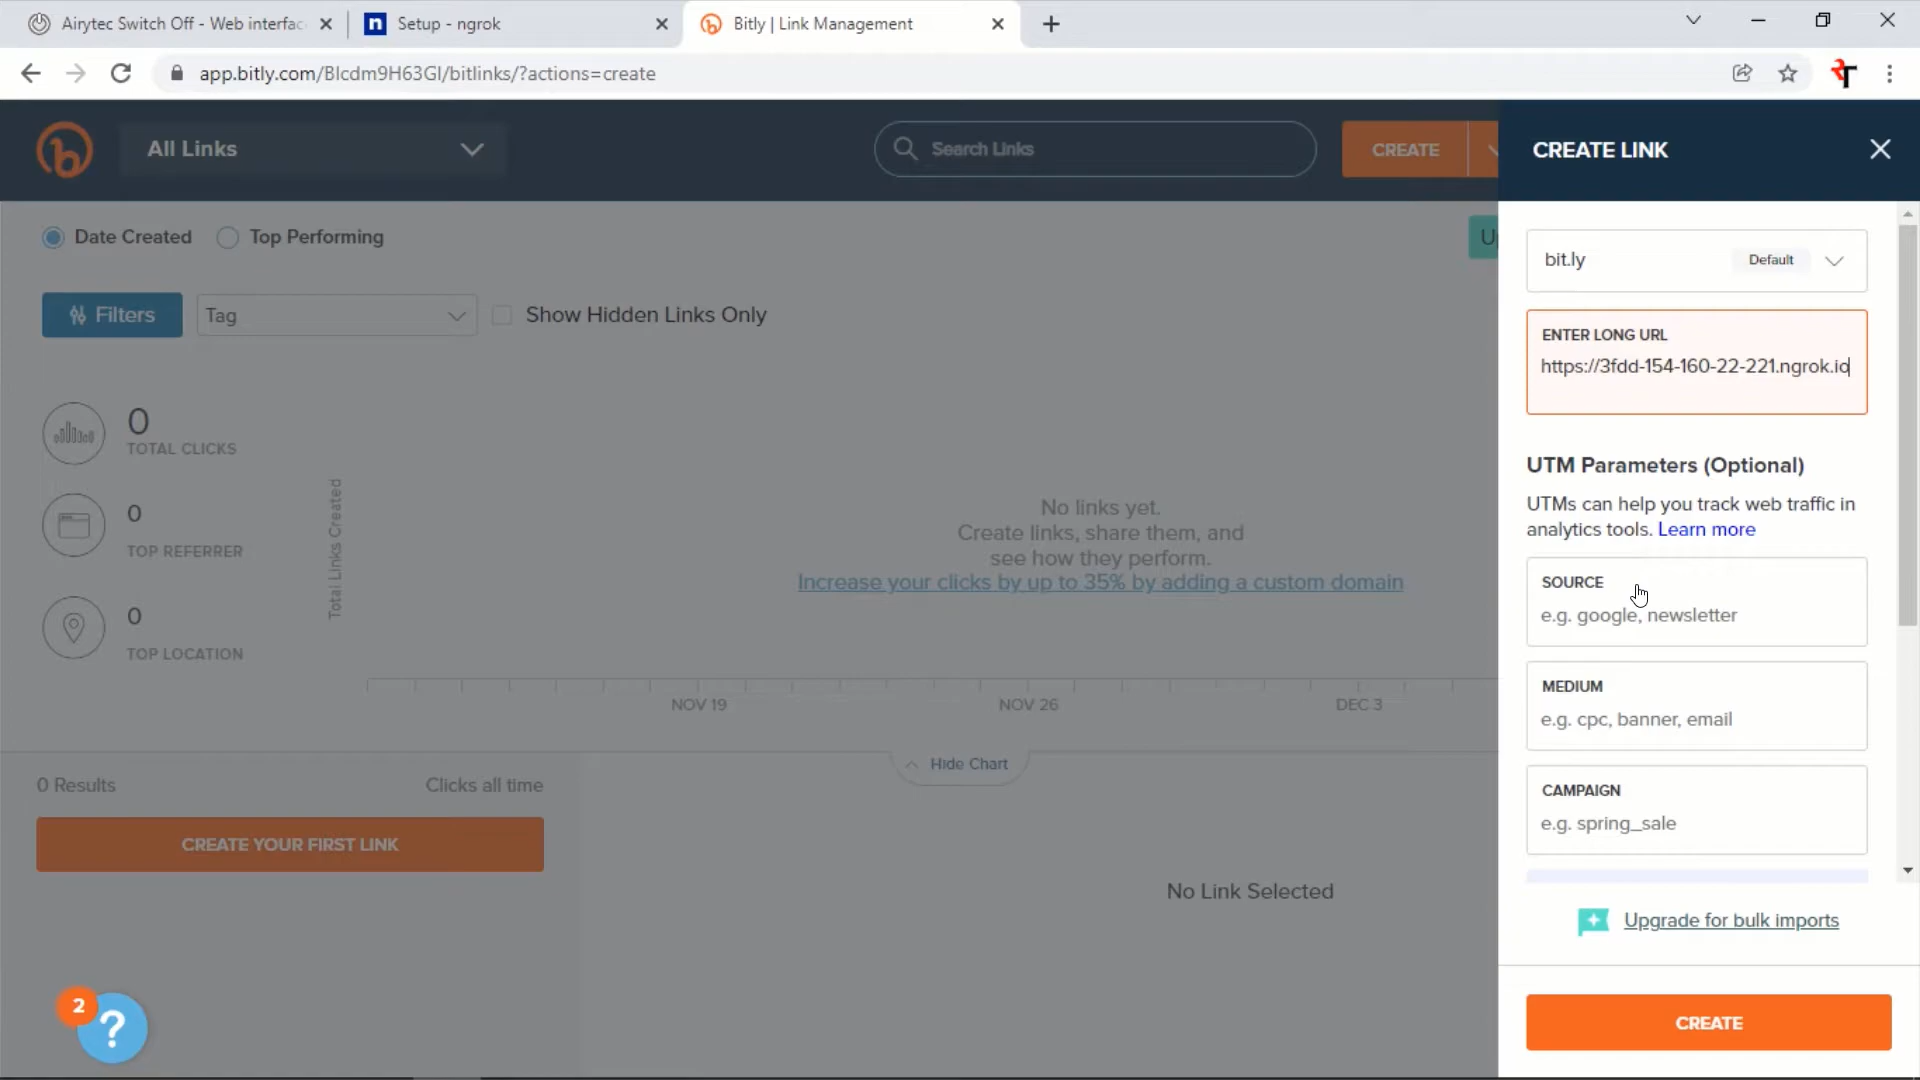 Airytec Switch Off - Web interfac
Setup - ngrok
Bitly | Link Management
app.bitly.com/Blcdm9H63Gl/bitlinks/?actions=create
All Links
Search Links
CREATE
CREATE LINK
Date Created
Top Performing
Filters
Tag
Show Hidden Links Only
0
TOTAL CLICKS
0
TOP REFERRER
0
TOP LOCATION
Total Links Created
No links yet.
Create links, share them, and
see how they perform.
Increase your clicks by up to 35% by adding a custom domain
NOV 19
NOV 26
DEC 3
Hide Chart
0 Results
Clicks all time
CREATE YOUR FIRST LINK
No Link Selected
2
?
bit.ly
Default
ENTER LONG URL
https://3fdd-154-160-22-221.ngrok.io
UTM Parameters (Optional)
UTMs can help you track web traffic in
analytics tools. Learn more
SOURCE
e.g. google, newsletter
MEDIUM
e.g. cpc, banner, email
CAMPAIGN
e.g. spring_sale
Upgrade for bulk imports
CREATE